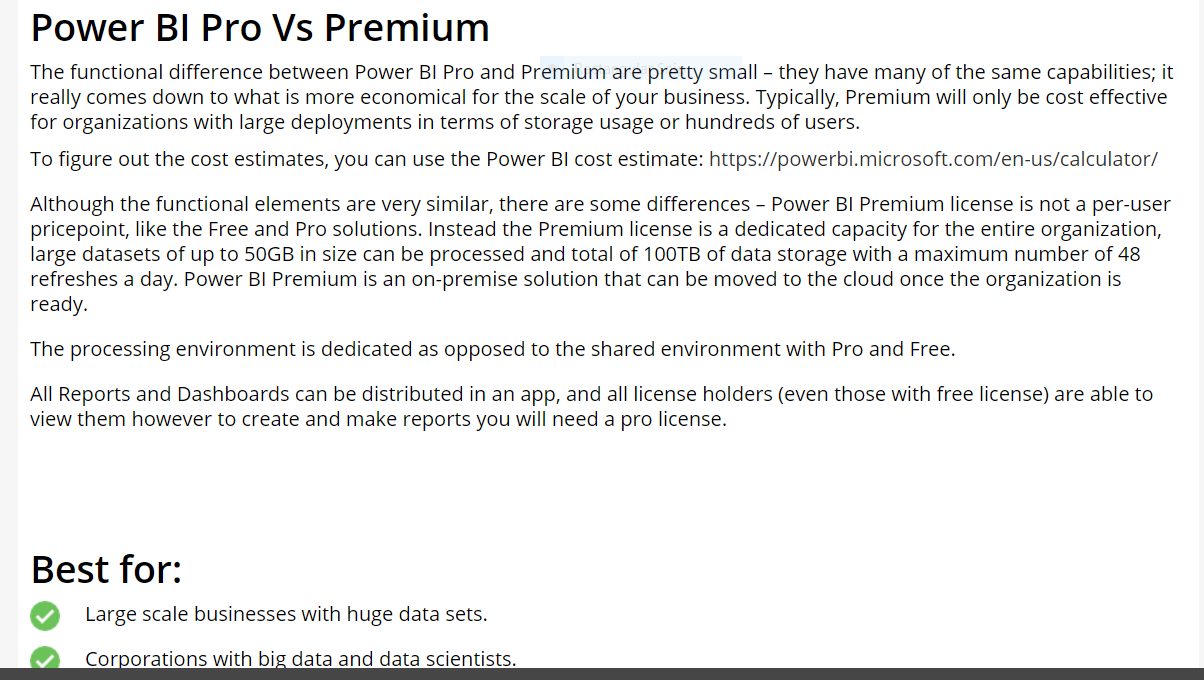 Power BI Pro Vs Premium
The functional difference between Power BI Pro and Premium are pretty small – they have many of the same capabilities; it
really comes down to what is more economical for the scale of your business. Typically, Premium will only be cost effective
for organizations with large deployments in terms of storage usage or hundreds of users.
To figure out the cost estimates, you can use the Power BI cost estimate: https://powerbi.microsoft.com/en-us/calculator/
Although the functional elements are very similar, there are some differences – Power BI Premium license is not a per-user
pricepoint, like the Free and Pro solutions. Instead the Premium license is a dedicated capacity for the entire organization,
large datasets of up to 50GB in size can be processed and total of 100TB of data storage with a maximum number of 48
refreshes a day. Power BI Premium is an on-premise solution that can be moved to the cloud once the organization is
ready.
The processing environment is dedicated as opposed to the shared environment with Pro and Free.
All Reports and Dashboards can be distributed in an app, and all license holders (even those with free license) are able to
view them however to create and make reports you will need a pro license.
Best for:
Large scale businesses with huge data sets.
Corporations with big data and data scientists.